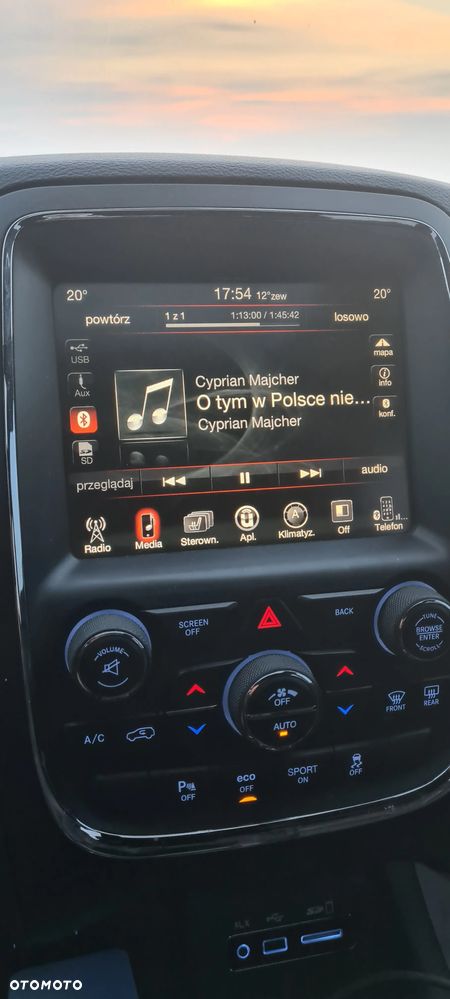 20° 17:54 12°zew 20°
powtórz 1 z 1 1:13:00 / 1:45:42 losowo
USB
mapa
Cyprian Majcher
info
Aux
O tym w Polsce nie...
Cyprian Majcher
konf.
SD
przeglądaj audio
Radio Media Sterown. Apl. Klimatyz. Off Telefon
VOLUME
SCREEN OFF
BACK
TUNE
BROWSE
ENTER
SCROLL
OFF
AUTO
A/C
FRONT REAR
P OFF
eco OFF
SPORT ON
OFF
OTOMOTO